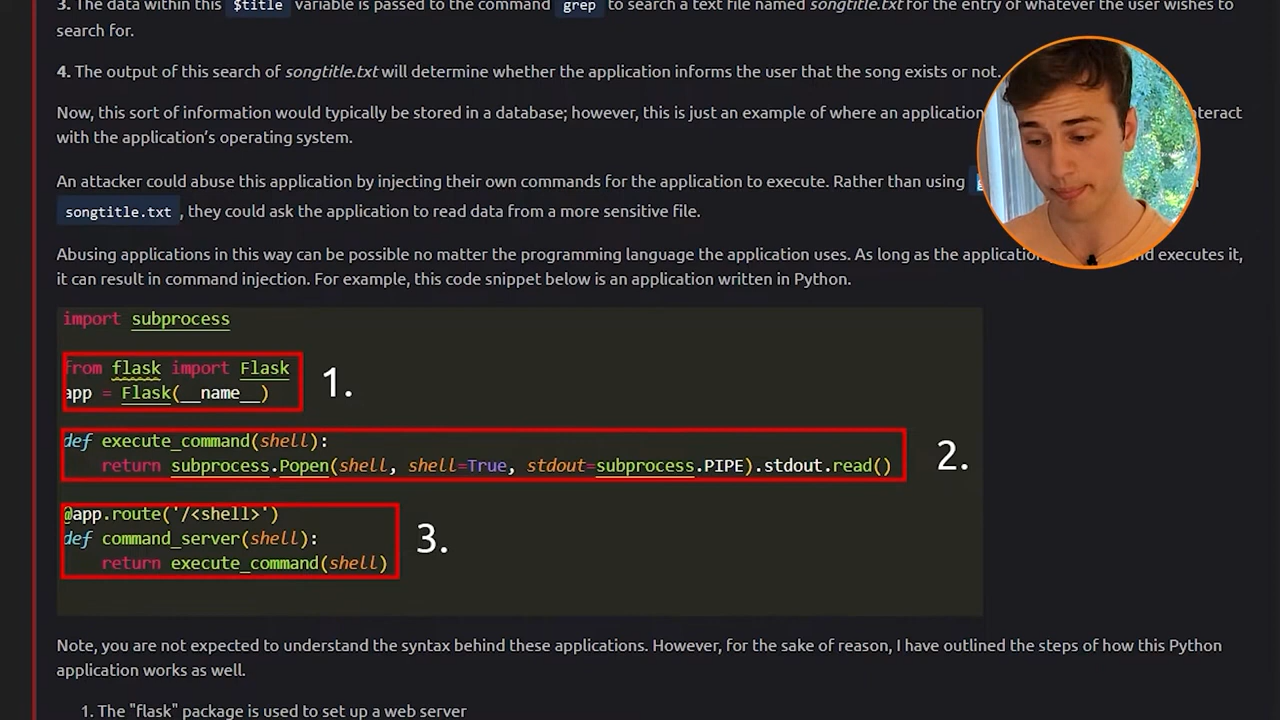 3. The data within this $title variable is passed to the command grep to search a text file named songtitle.txt for the entry of whatever the user wishes to
search for.
4. The output of this search of songtitle.txt will determine whether the application informs the user that the song exists or not.
Now, this sort of information would typically be stored in a database; however, this is just an example of where an application interact
with the application’s operating system.
An attacker could abuse this application by injecting their own commands for the application to execute. Rather than using
songtitle.txt, they could ask the application to read data from a more sensitive file.
Abusing applications in this way can be possible no matter the programming language the application uses. As long as the application executes it,
it can result in command injection. For example, this code snippet below is an application written in Python.
import subprocess
from flask import Flask
app = Flask(__name__)
1.
def execute_command(shell):
return subprocess.Popen(shell, shell=True, stdout=subprocess.PIPE).stdout.read()
2.
@app.route('/<shell>')
def command_server(shell):
return execute_command(shell)
3.
Note, you are not expected to understand the syntax behind these applications. However, for the sake of reason, I have outlined the steps of how this Python
application works as well.
1. The "flask" package is used to set up a web server